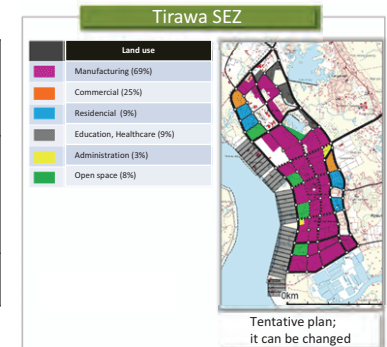 Tirawa SEZ
Land use
Manufacturing (69%)
Commercial (25%)
Residencial (9%)
Education, Healthcare (9%)
Administration (3%)
Open space (8%)
0km
Tentative plan;
it can be changed